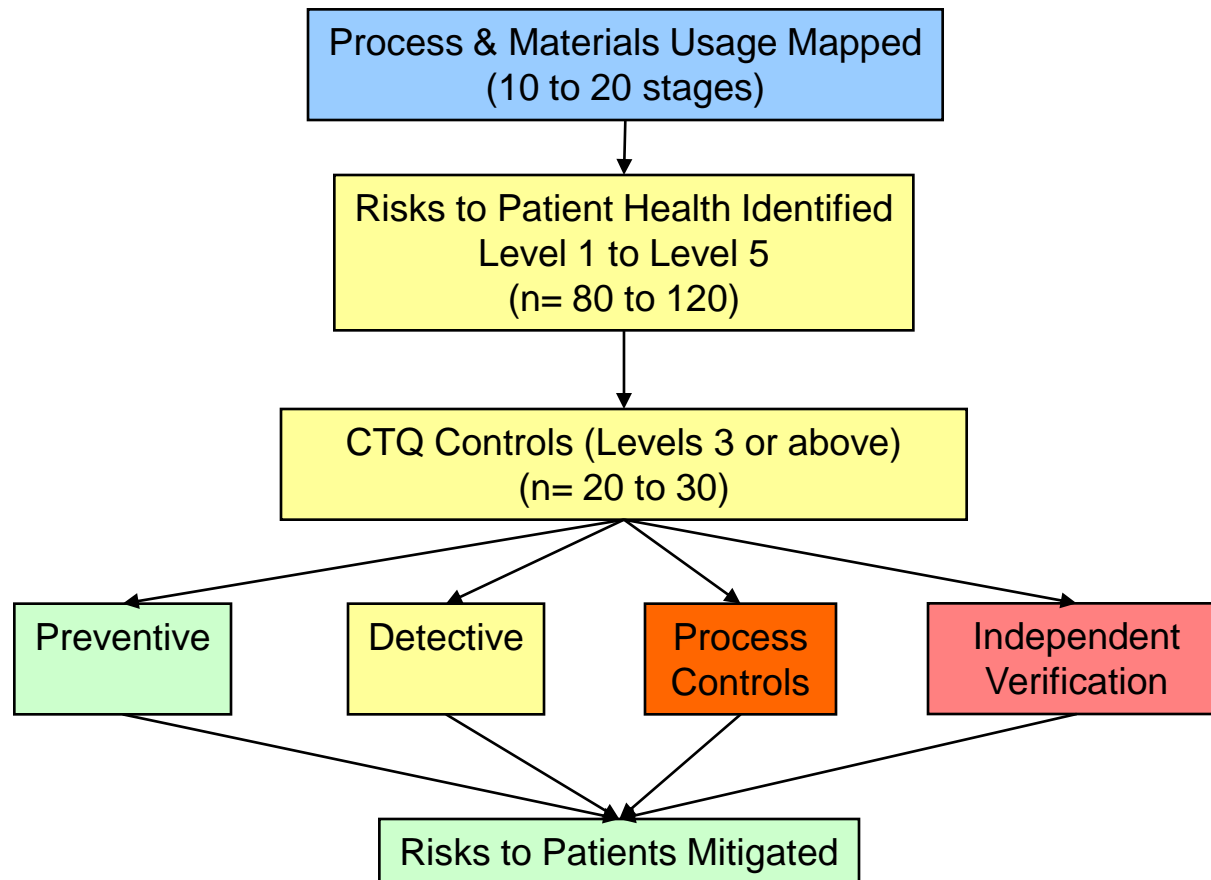 Process & Materials Usage Mapped
(10 to 20 stages)
Risks to Patient Health Identified
Level 1 to Level 5
(n= 80 to 120)
CTQ Controls (Levels 3 or above)
(n= 20 to 30)
Preventive
Detective
Process
Controls
Independent
Verification
Risks to Patients Mitigated